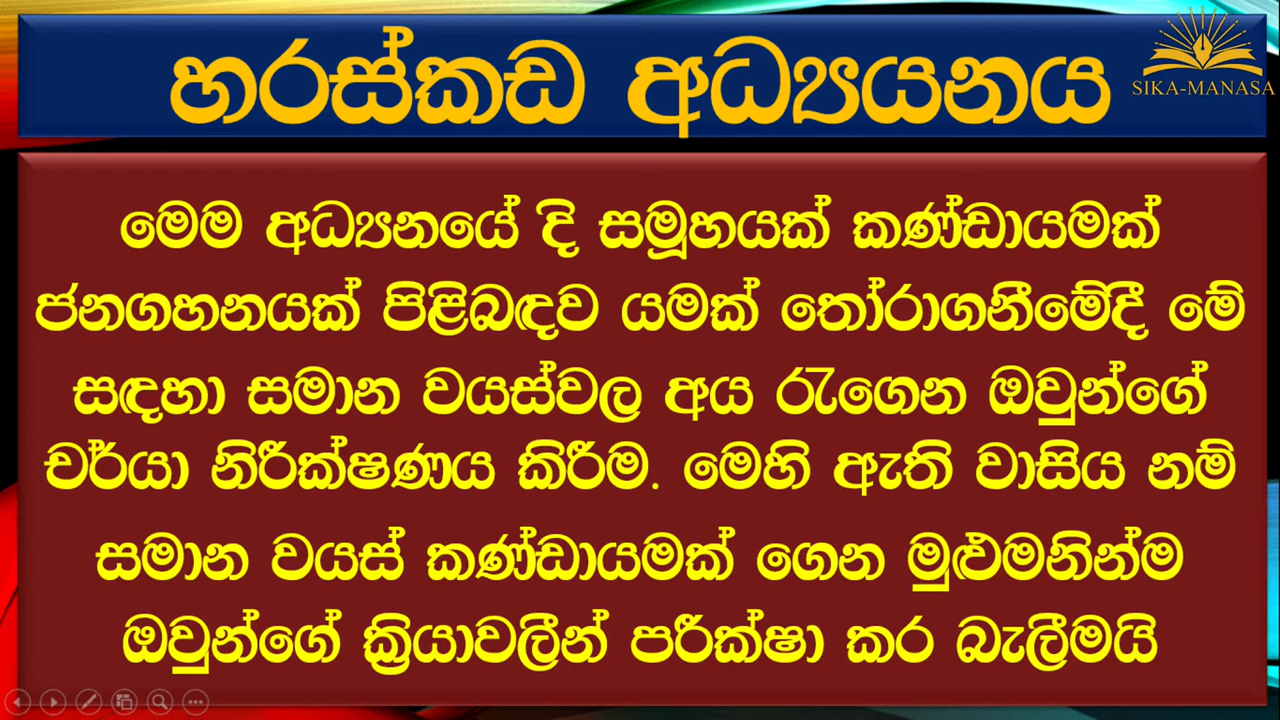 හරස්කඩ අධ්‍යයනය
SIKA-MANASA
මෙම අධ්‍යනයේ දි සමූහයක් කණ්ඩායමක්
ජනගහනයක් පිළිබඳව යමක් තෝරාගනීමේදී මේ
සඳහා සමාන වයස්වල අය රැගෙන ඔවුන්ගේ
චර්යා නිරීක්ෂණය කිරීම. මෙහි ඇති වාසිය නම්
සමාන වයස් කණ්ඩායමක් ගෙන මුළුමනින්ම
ඔවුන්ගේ ක්‍රියාවලීන් පරීක්ෂා කර බැලීමයි